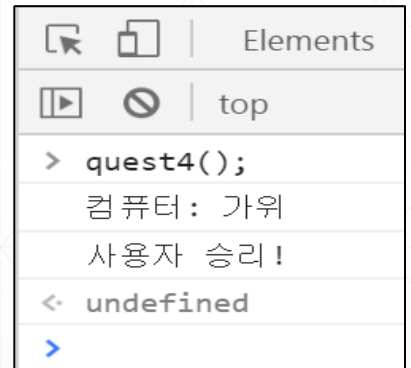 Elements
top
> quest4();
컴퓨터: 가위
사용자 승리!
<· undefined
>